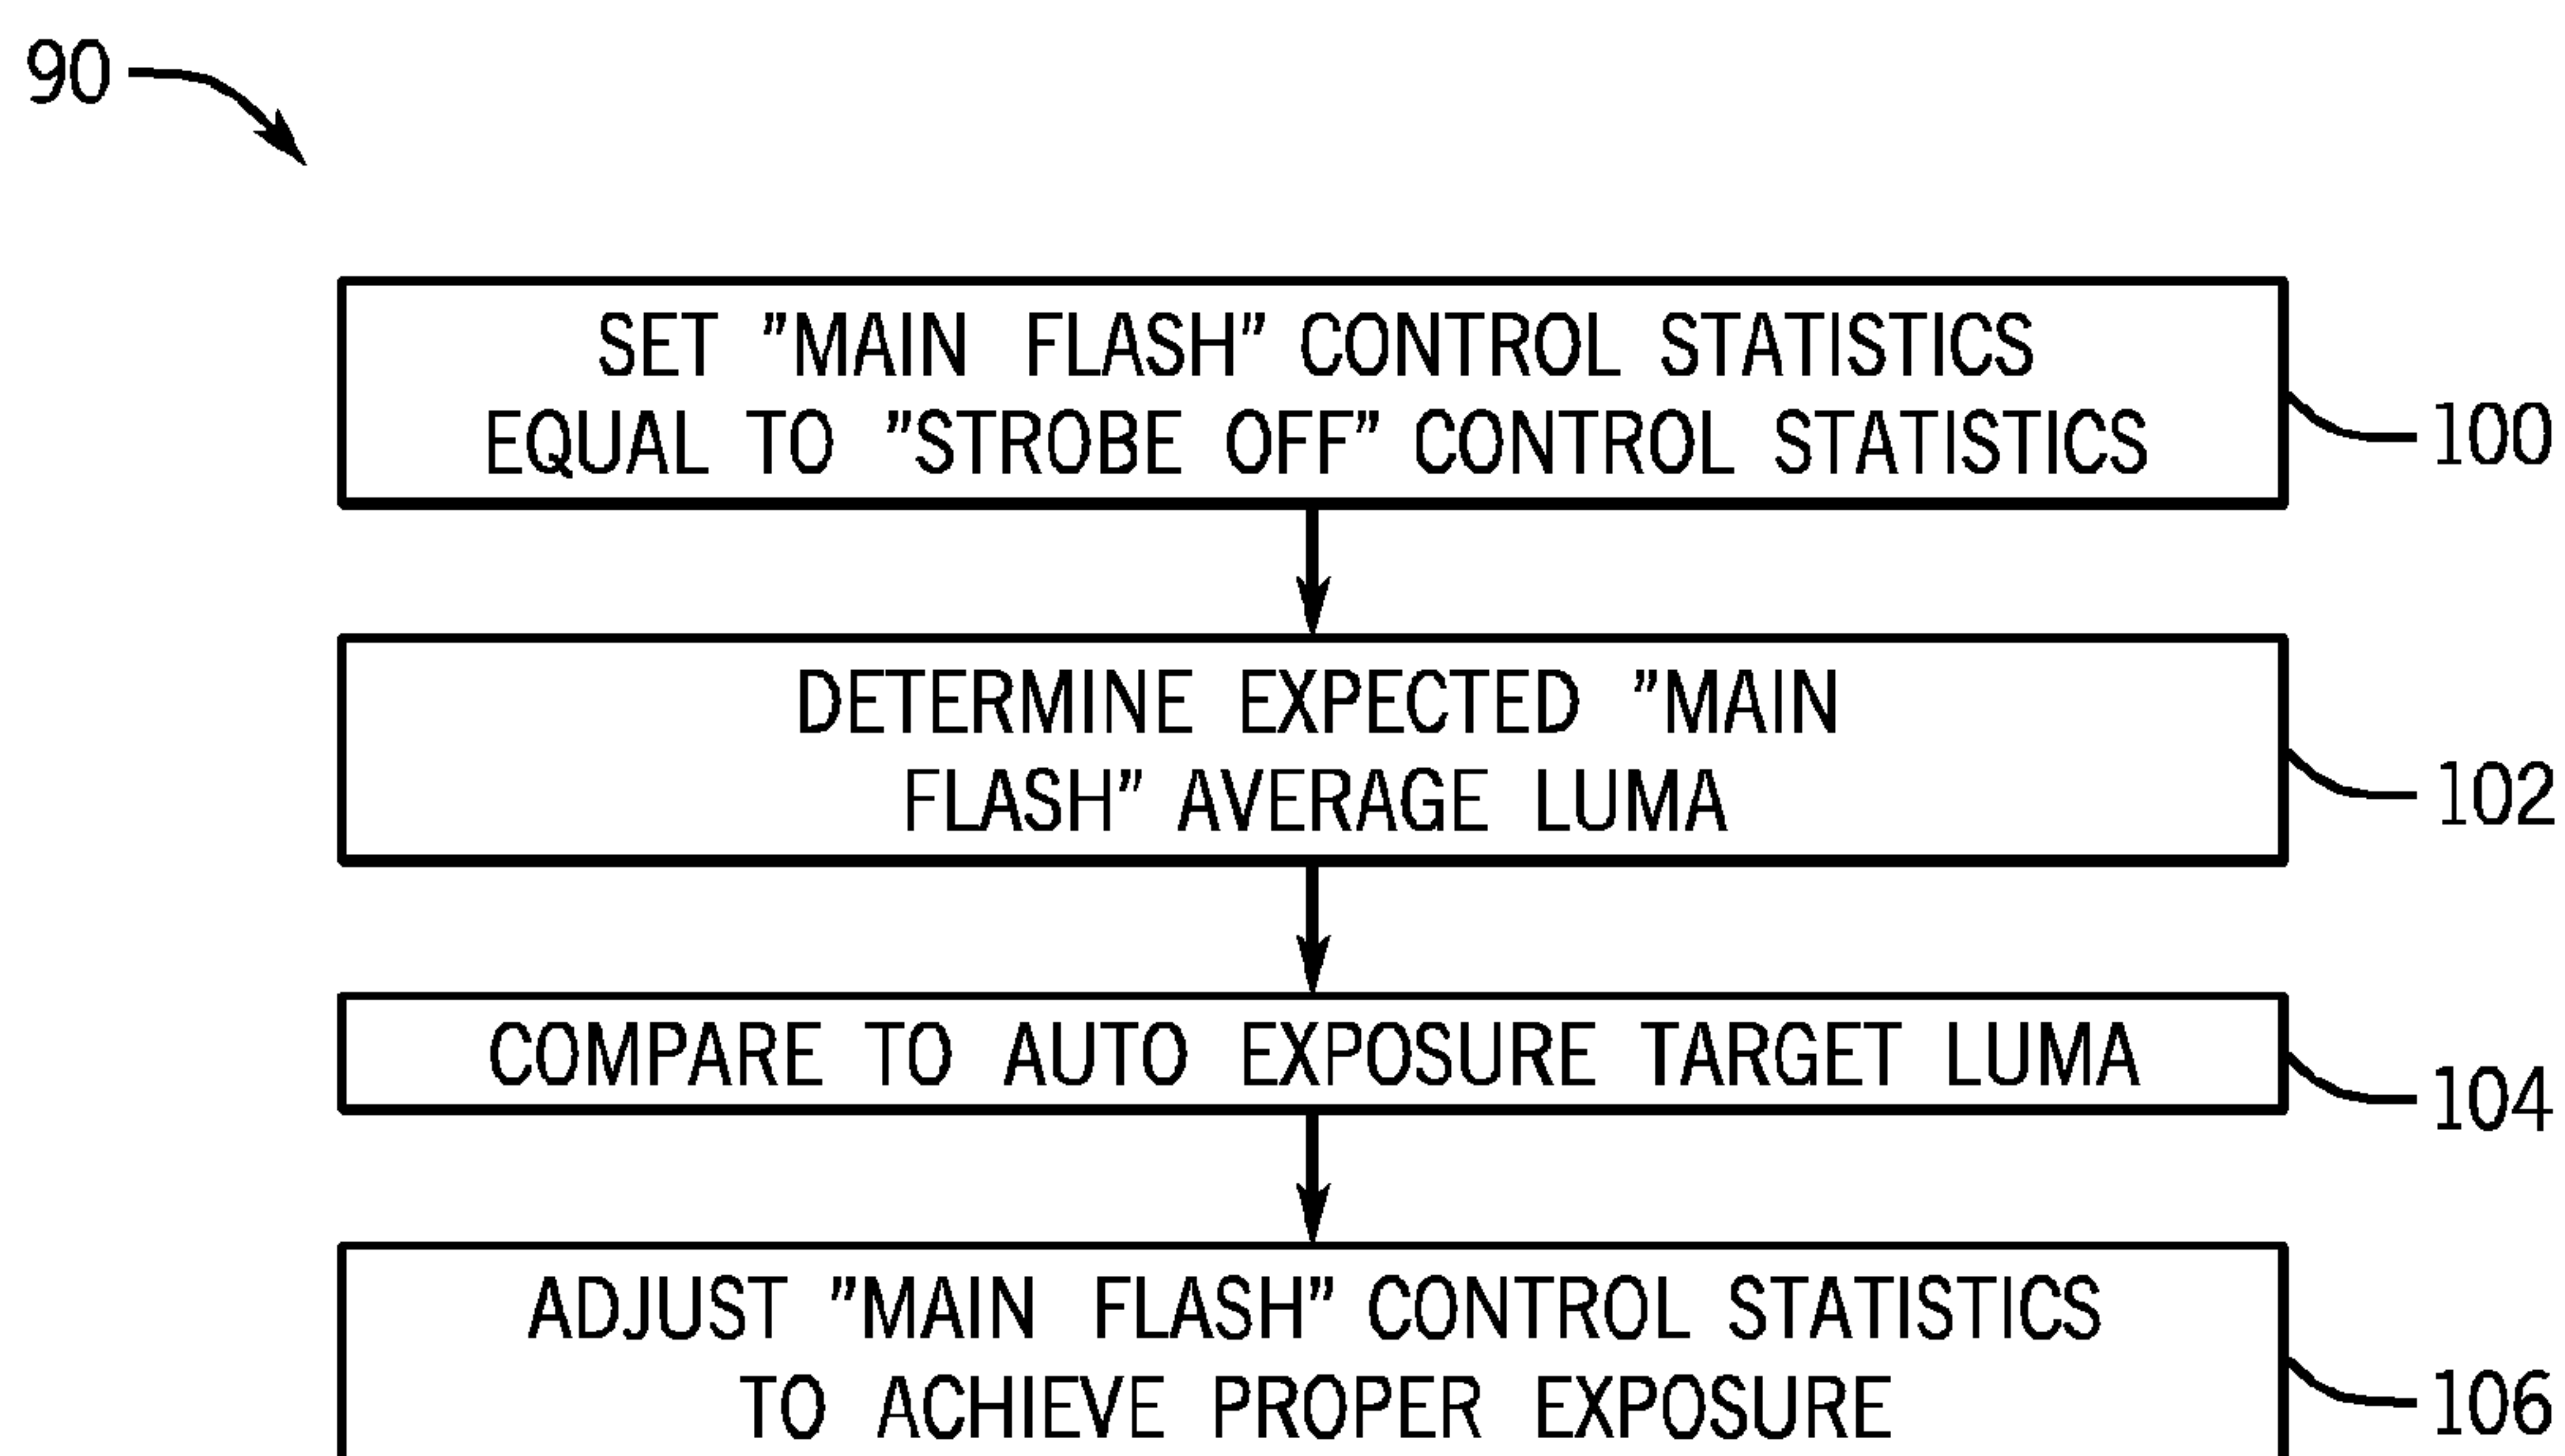 90
SET "MAIN FLASH" CONTROL STATISTICS
EQUAL TO "STROBE OFF" CONTROL STATISTICS
100
DETERMINE EXPECTED "MAIN
FLASH" AVERAGE LUMA
102
COMPARE TO AUTO EXPOSURE TARGET LUMA
104
ADJUST "MAIN FLASH" CONTROL STATISTICS
TO ACHIEVE PROPER EXPOSURE
106